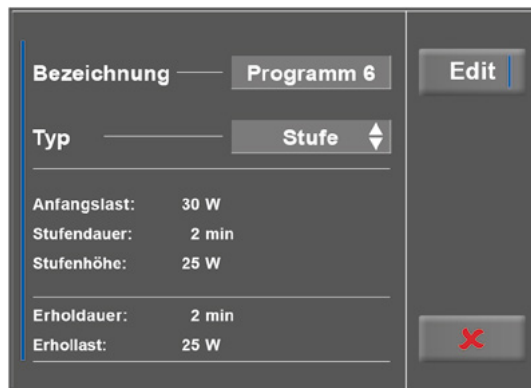 Bezeichnung Programm 6
Edit
Typ Stufe
Anfangslast: 30 W
Stufendauer: 2 min
Stufenhöhe: 25 W
Erholdauer: 2 min
Erhollast: 25 W